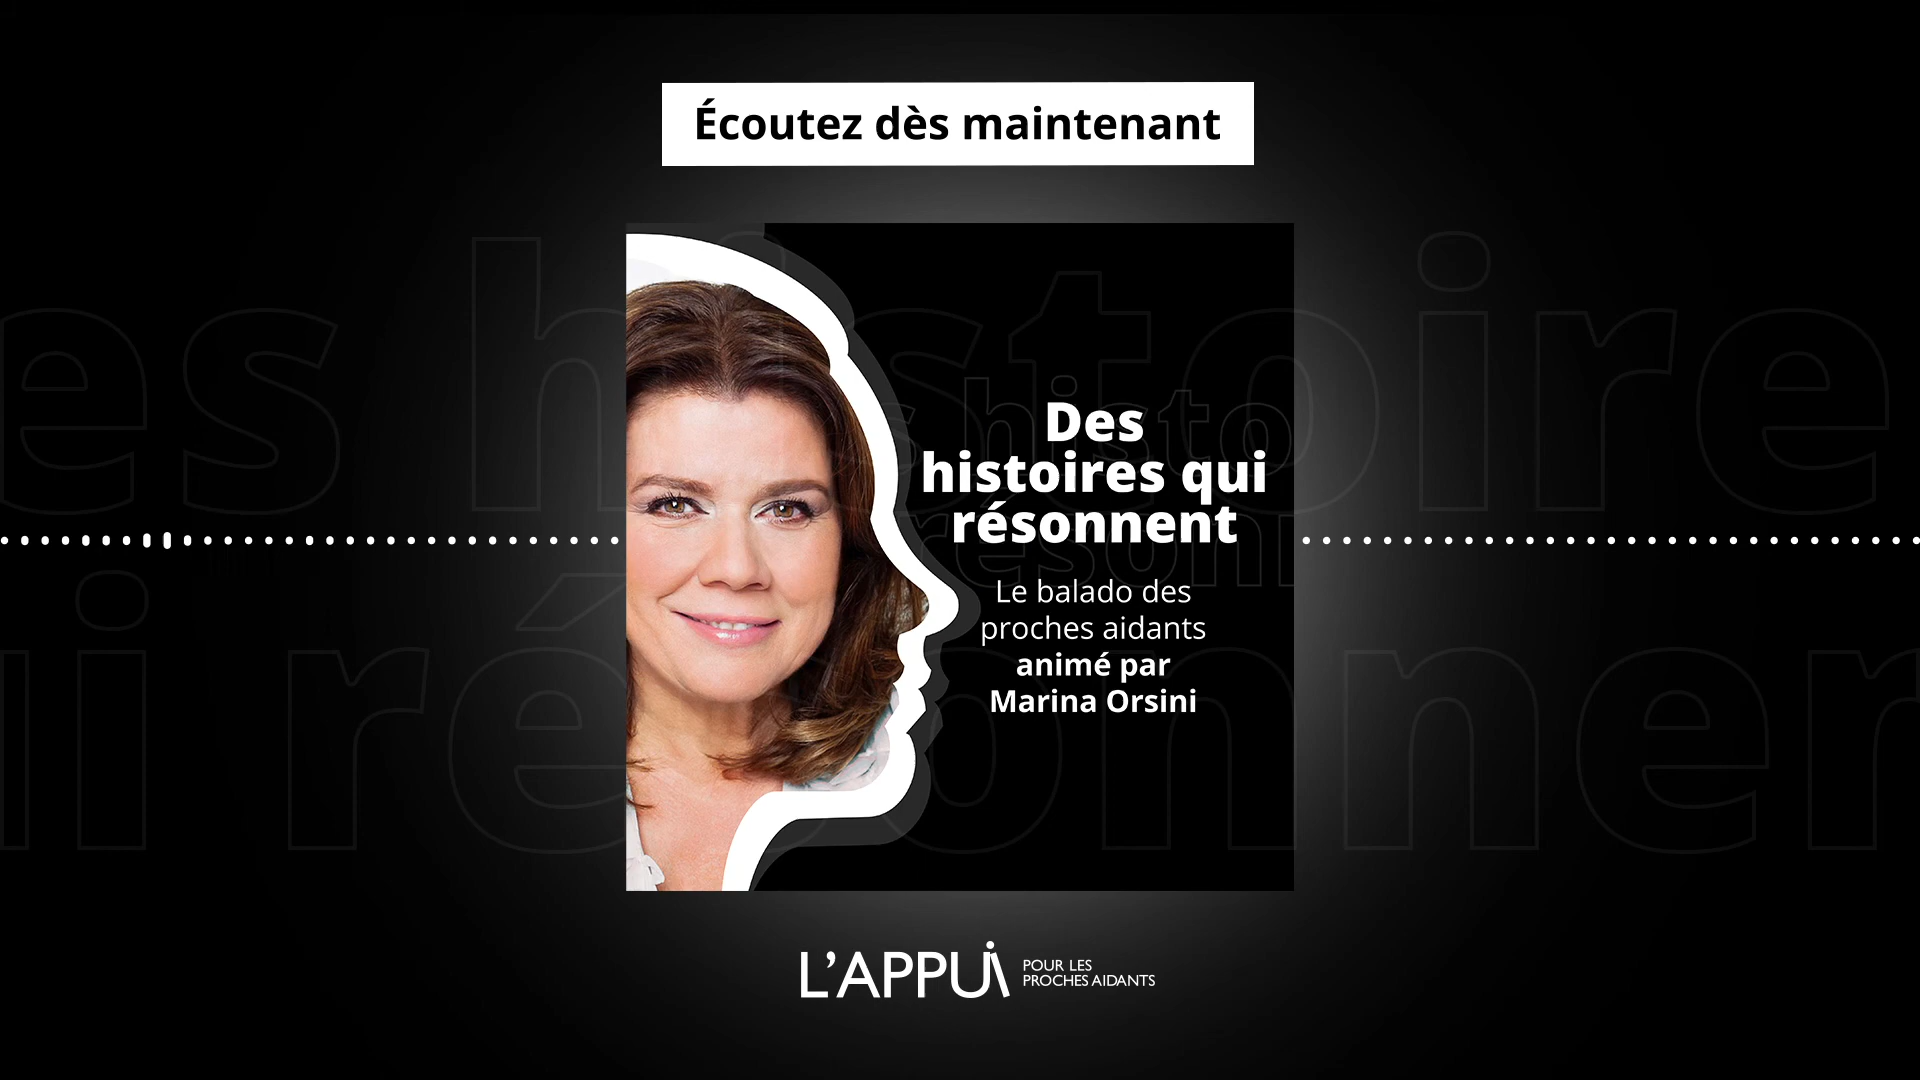 Écoutez dès maintenant
Des
histoires qui
résonnent
Le balado des
proches aidants
animé par
Marina Orsini
L'APPUI
POUR LES
PROCHES AIDANTS